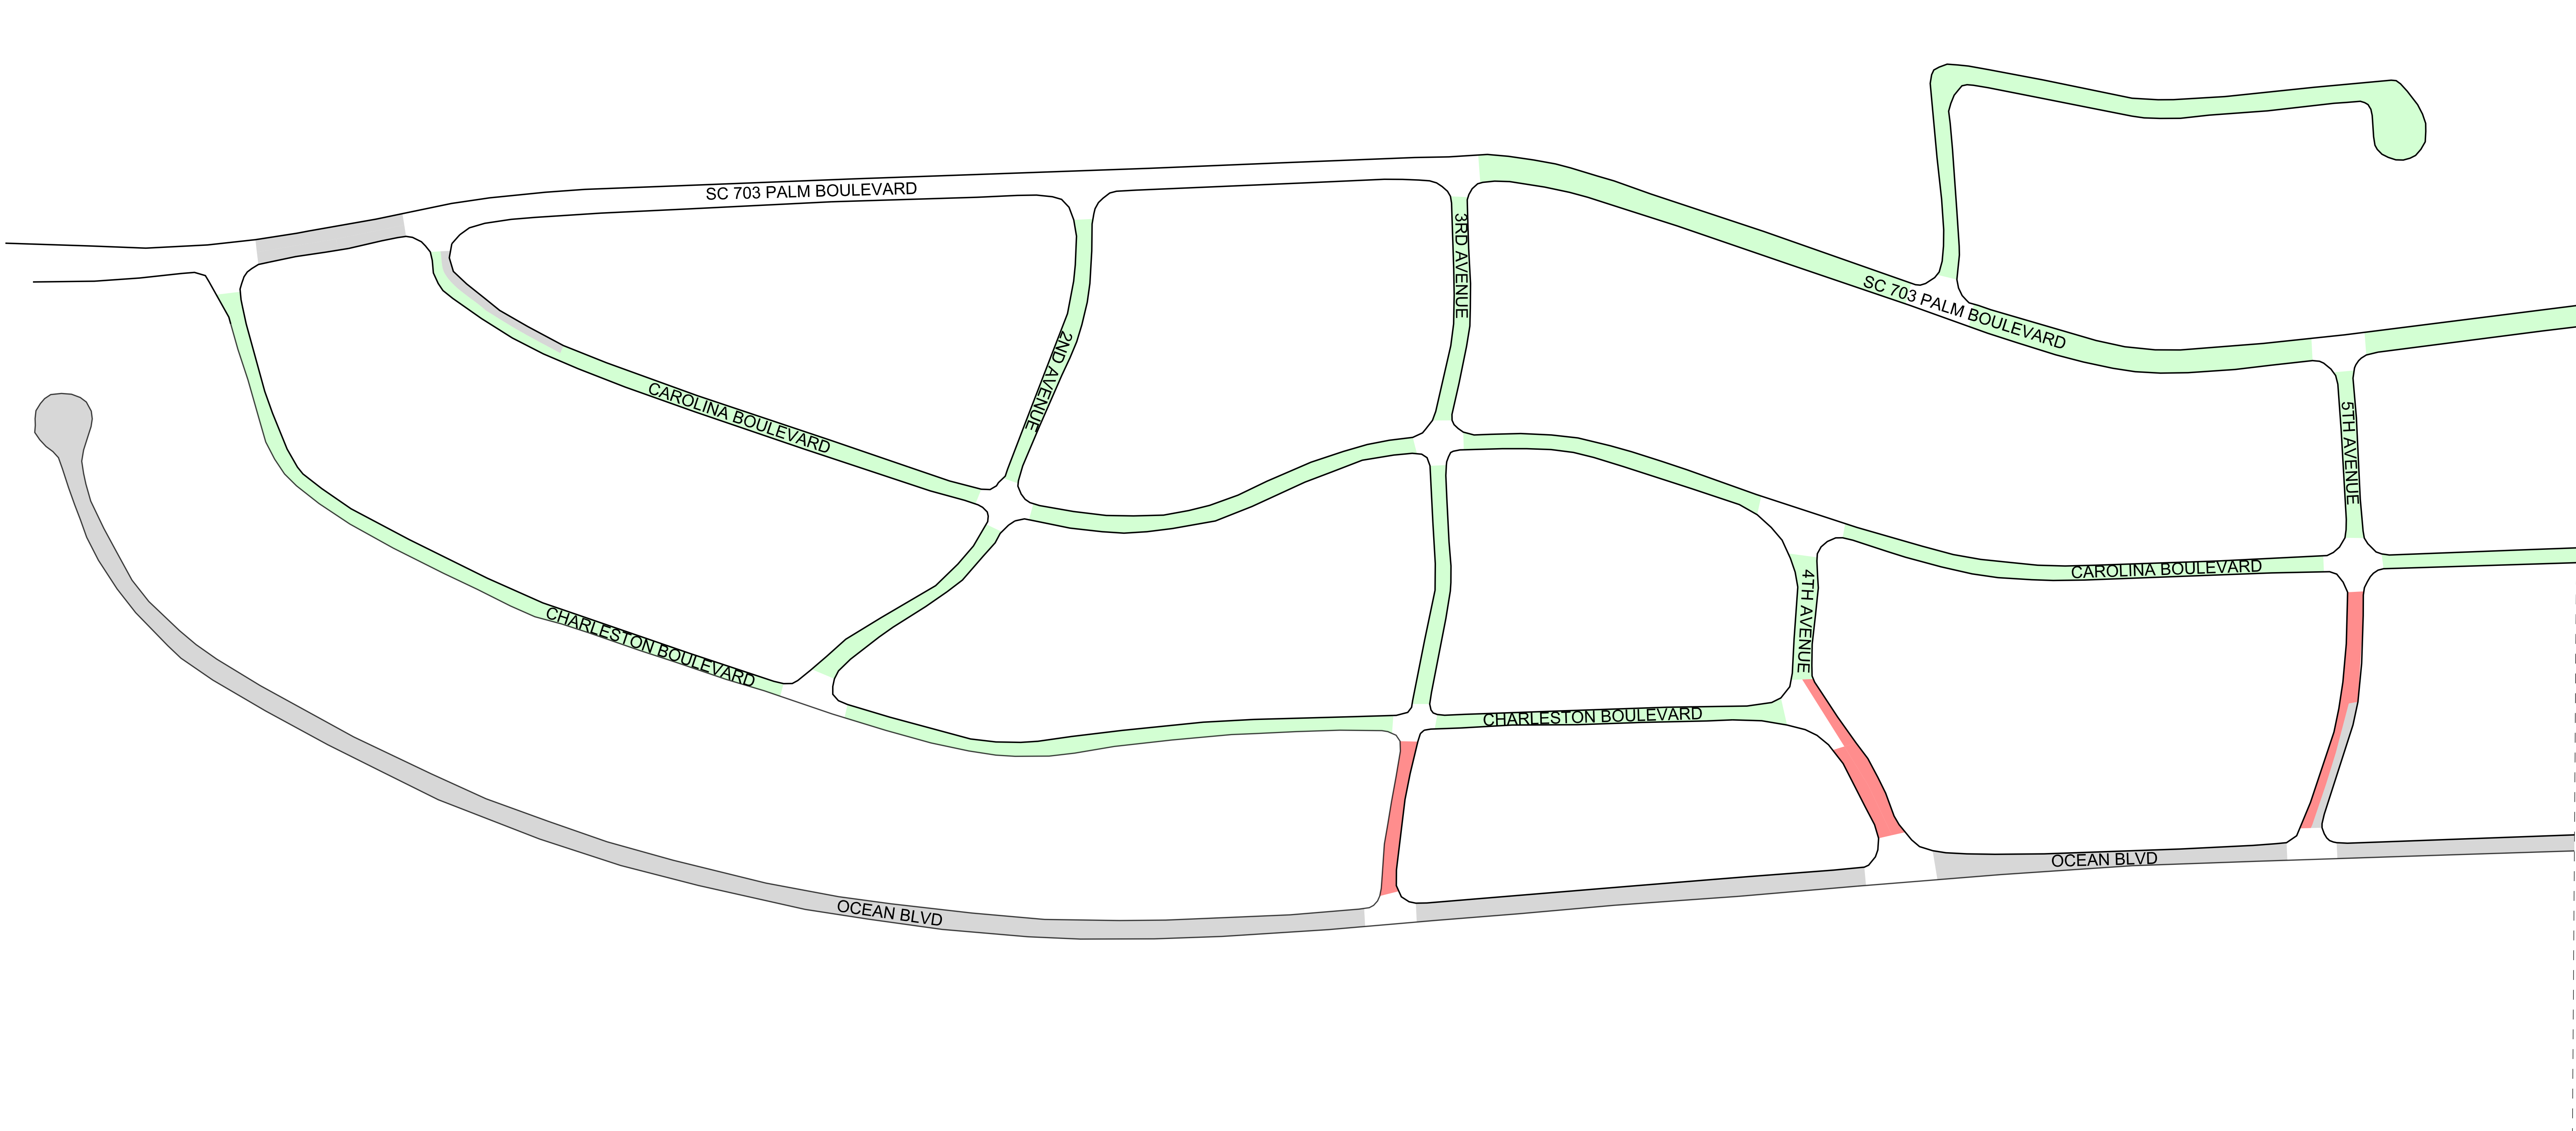 SC 703 PALM BOULEVARD
3RD AVENUE
SC 703 PALM BOULEVARD
2ND AVENUE
CAROLINA BOULEVARD
5TH AVENUE
CAROLINA BOULEVARD
4TH AVENUE
CHARLESTON BOULEVARD
CHARLESTON BOULEVARD
OCEAN BLVD
OCEAN BLVD